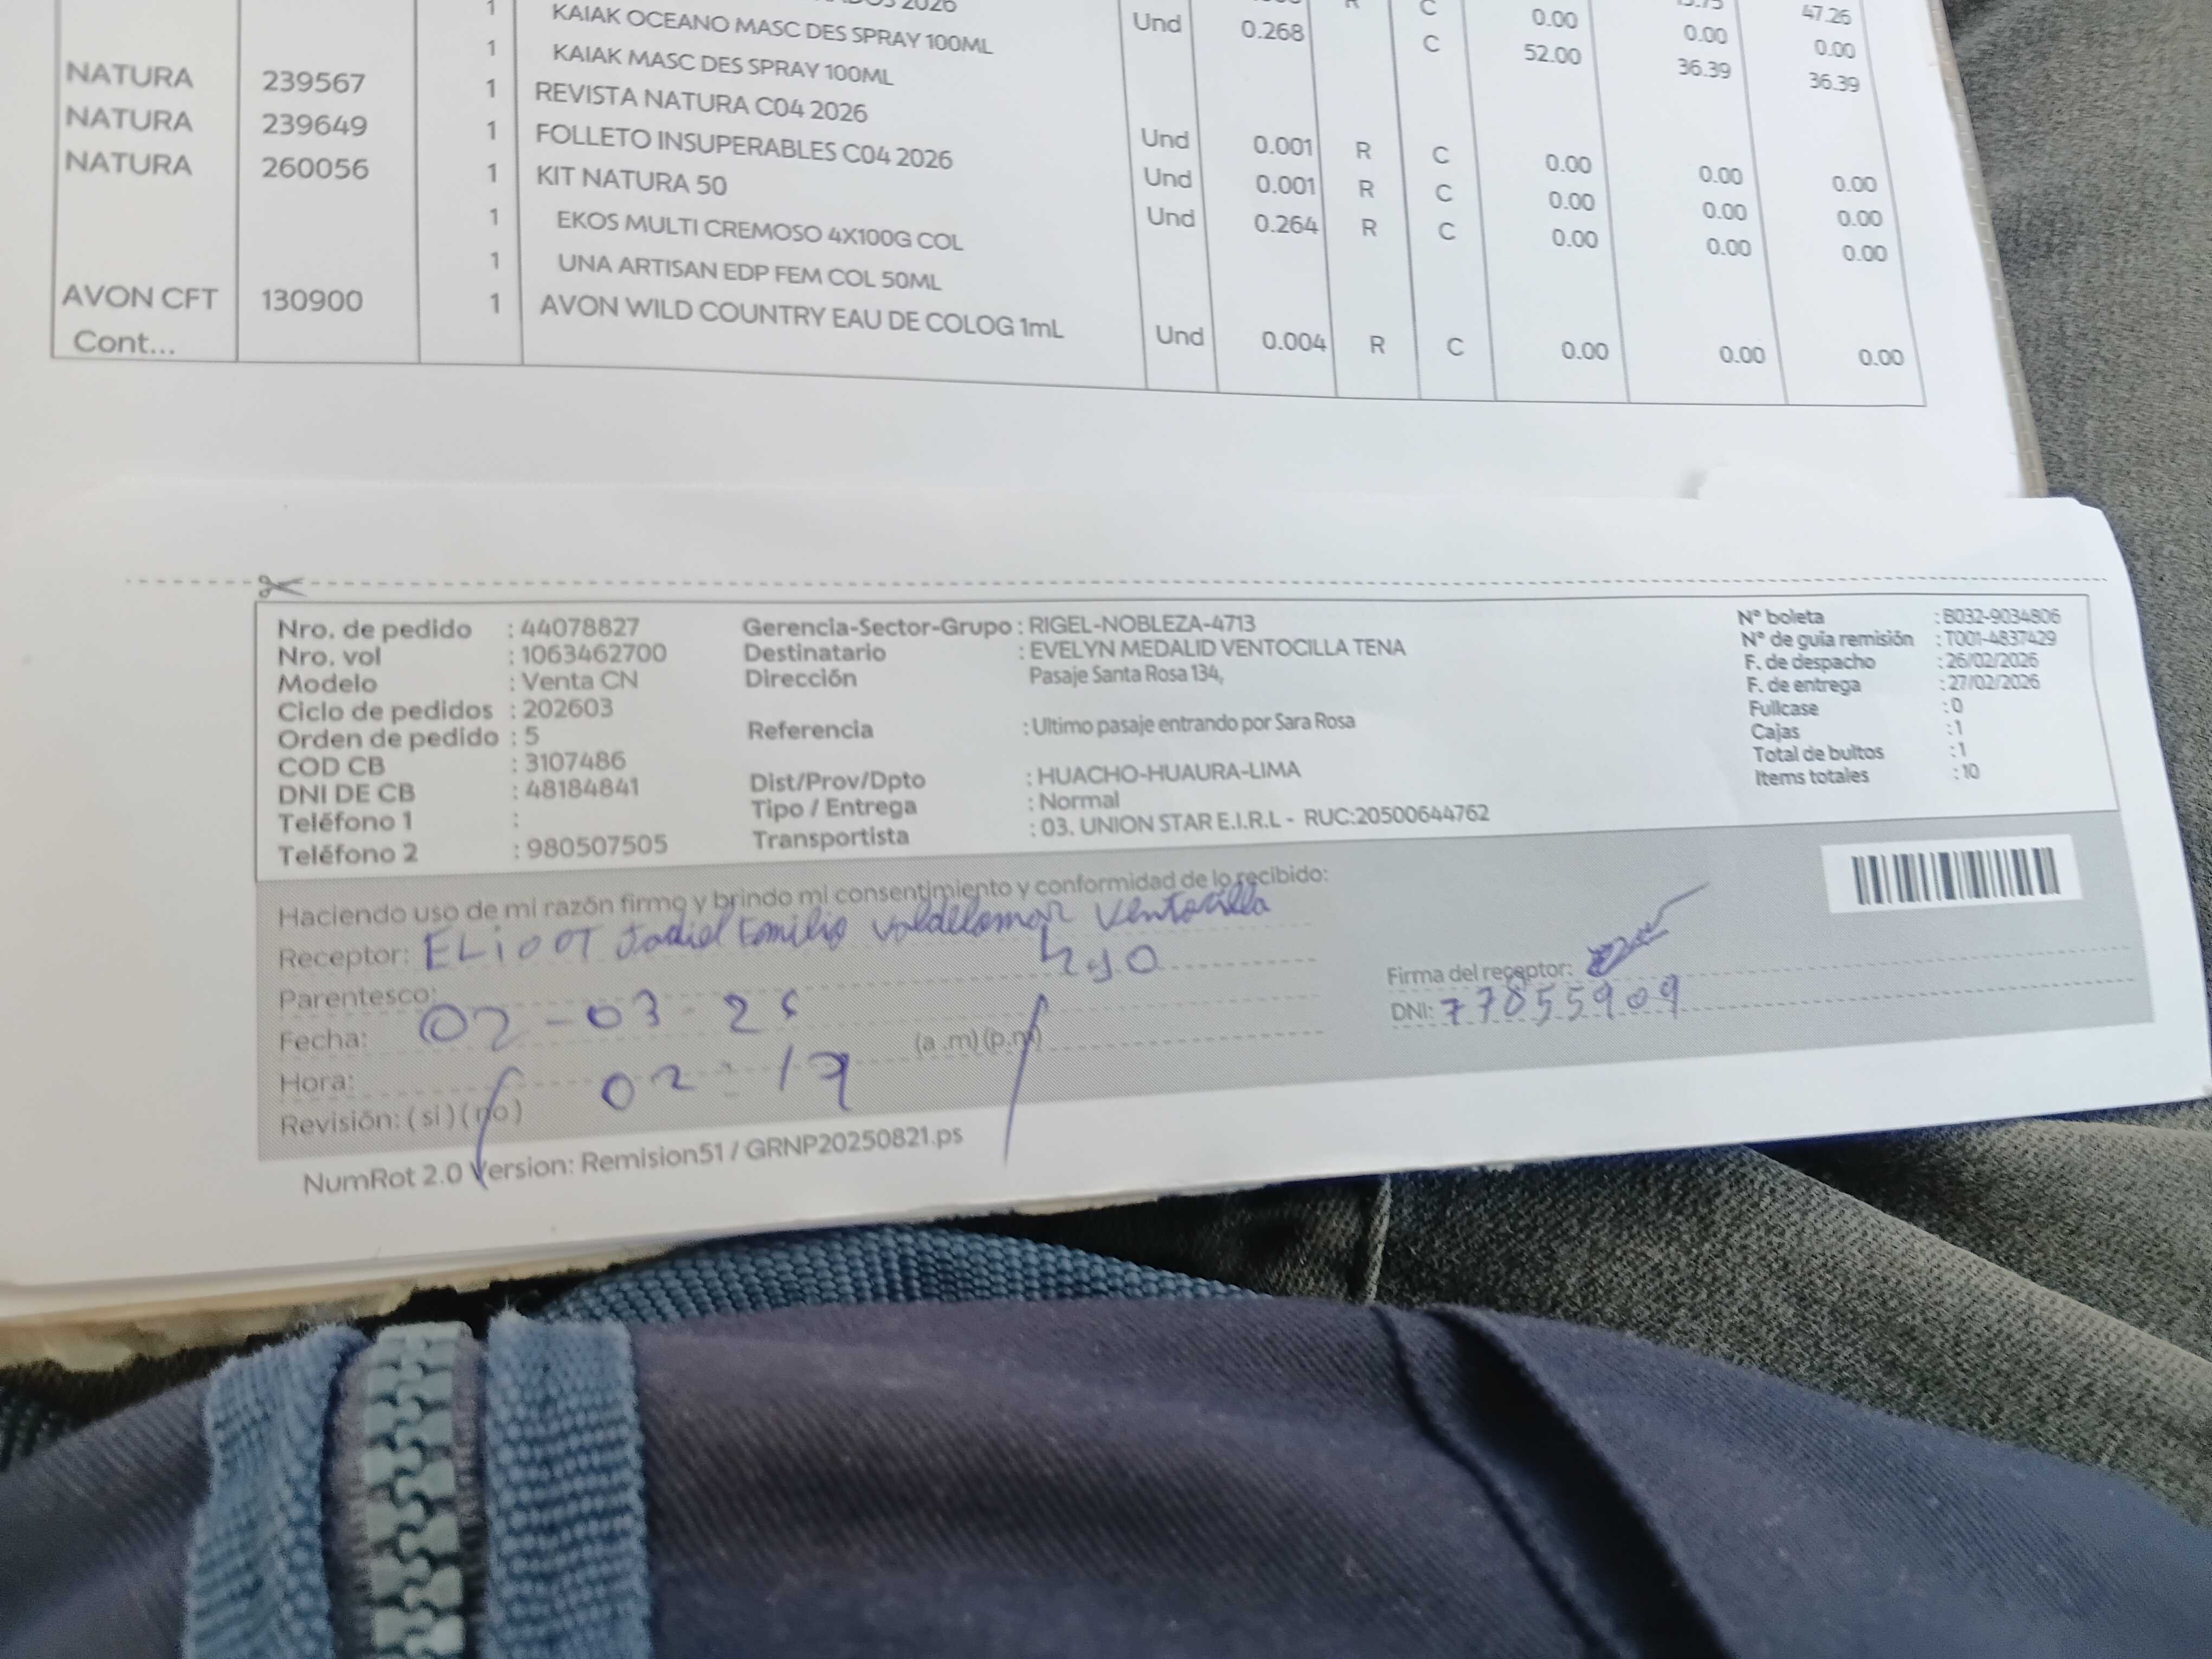 2026
1 KAIAK OCEANO MASC DES SPRAY 100ML Und 0.268 R C 0.00 0.00 47.26
1 KAIAK MASC DES SPRAY 100ML C 52.00 36.39 0.00
36.39
NATURA 239567 1 REVISTA NATURA C04 2026 Und 0.001 R C 0.00 0.00 0.00
NATURA 239649 1 FOLLETO INSUPERABLES C04 2026 Und 0.001 R C 0.00 0.00 0.00
NATURA 260056 1 KIT NATURA 50 Und 0.264 R C 0.00 0.00 0.00
1 EKOS MULTI CREMOSO 4X100G COL
1 UNA ARTISAN EDP FEM COL 50ML
AVON CFT 130900 1 AVON WILD COUNTRY EAU DE COLOG 1mL Und 0.004 R C 0.00 0.00 0.00
Cont...
Nro. de pedido : 44078827
Nro. vol : 1063462700
Modelo : Venta CN
Ciclo de pedidos : 202603
Orden de pedido : 5
COD CB : 3107486
DNI DE CB : 48184841
Teléfono 1 :
Teléfono 2 : 980507505
Gerencia-Sector-Grupo : RIGEL-NOBLEZA-4713
Destinatario : EVELYN MEDALID VENTOCILLA TENA
Dirección Pasaje Santa Rosa 134,
Referencia : Ultimo pasaje entrando por Sara Rosa
Dist/Prov/Dpto : HUACHO-HUAURA-LIMA
Tipo / Entrega : Normal
Transportista : 03. UNION STAR E.I.R.L - RUC:20500644762
N° boleta : B032-9034806
N° de guía remisión : T001-4837429
F. de despacho : 26/02/2026
F. de entrega : 27/02/2026
Fullcase : 0
Cajas : 1
Total de bultos : 1
Items totales : 10
Haciendo uso de mi razón firmo y brindo mi consentimiento y conformidad de lo recibido:
Receptor: ELiOOT Jadiel Emilio Valdelomar Ventocilla
Parentesco: hijo
Fecha: 02-03-26
Hora: 02:19 (a.m) (p.m)
Revisión: (si) (no)
Firma del receptor:
DNI: 77855909
NumRot 2.0 Version: Remision51 / GRNP20250821.ps